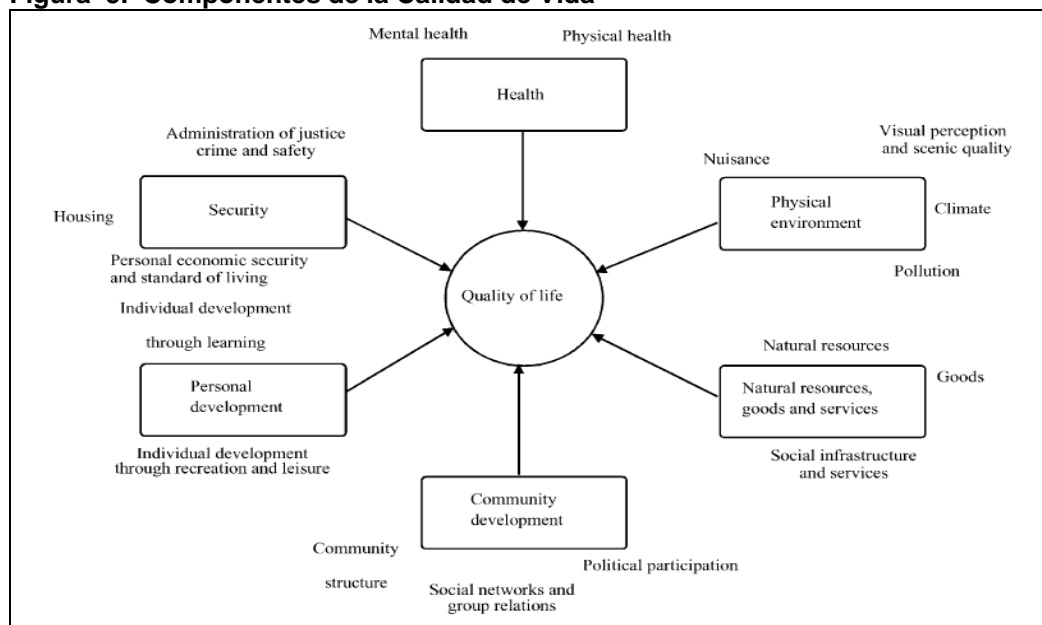 Figura 3. Componentes de la Calidad de Vida
Mental health
Physical health
Health
Administration of justice
crime and safety
Visual perception
and scenic quality
Nuisance
Housing
Security
Physical
environment
Climate
Personal economic security
and standard of living
Pollution
Quality of life
Individual development
through learning
Natural resources
Personal
development
Natural resources,
goods and services
Goods
Individual development
through recreation and leisure
Social infrastructure
and services
Community
development
Community
structure
Political participation
Social networks and
group relations